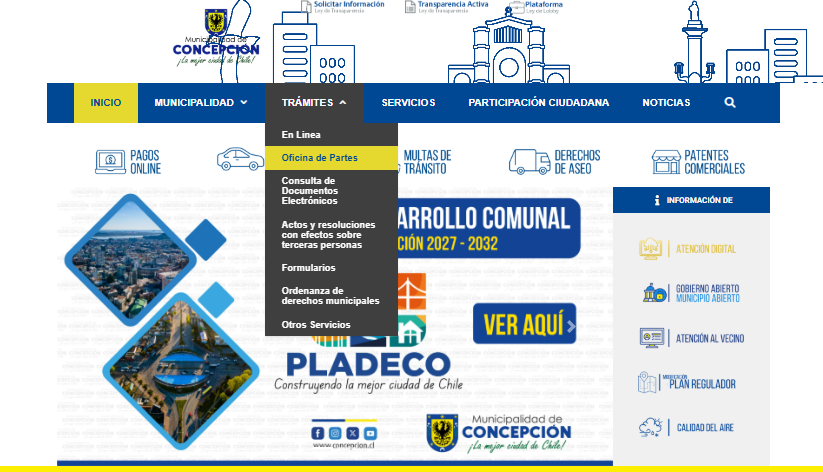 Solicitar Información
Ley de Transparencia
Transparencia Activa
Ley de Transparencia
Plataforma
Ley de Lobby
Municipalidad de
CONCEPCIÓN
¡La mejor ciudad de Chile!
INICIO
MUNICIPALIDAD
TRÁMITES
SERVICIOS
PARTICIPACIÓN CIUDADANA
NOTICIAS
En Línea
Oficina de Partes
Consulta de
Documentos
Electrónicos
Actos y resoluciones
con efectos sobre
terceras personas
Formularios
Ordenanza de
derechos municipales
Otros Servicios
PAGOS
ONLINE
MULTAS DE
TRÁNSITO
DERECHOS
DE ASEO
PATENTES
COMERCIALES
ARROLLO COMUNAL
CIÓN 2027 - 2032
VER AQUÍ
PLADECO
Construyendo la mejor ciudad de Chile
www.concepcion.cl
Municipalidad de
CONCEPCIÓN
¡La mejor ciudad de Chile!
INFORMACIÓN DE
ATENCIÓN DIGITAL
GOBIERNO ABIERTO
MUNICIPIO ABIERTO
ATENCIÓN AL VECINO
MODIFICACIÓN
PLAN REGULADOR
CALIDAD DEL AIRE